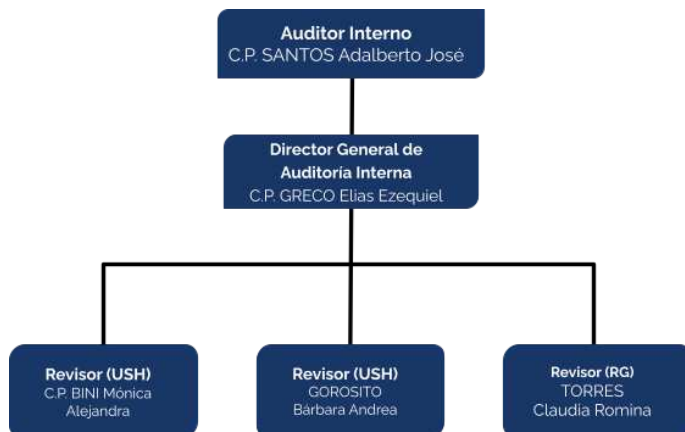 Auditor Interno
C.P. SANTOS Adalberto José
Director General de
Auditoría Interna
C.P. GRECO Elias Ezequiel
Revisor (USH)
C.P. BINI Mónica
Alejandra
Revisor (USH)
GOROSITO
Bárbara Andrea
Revisor (RG)
TORRES
Claudia Romina